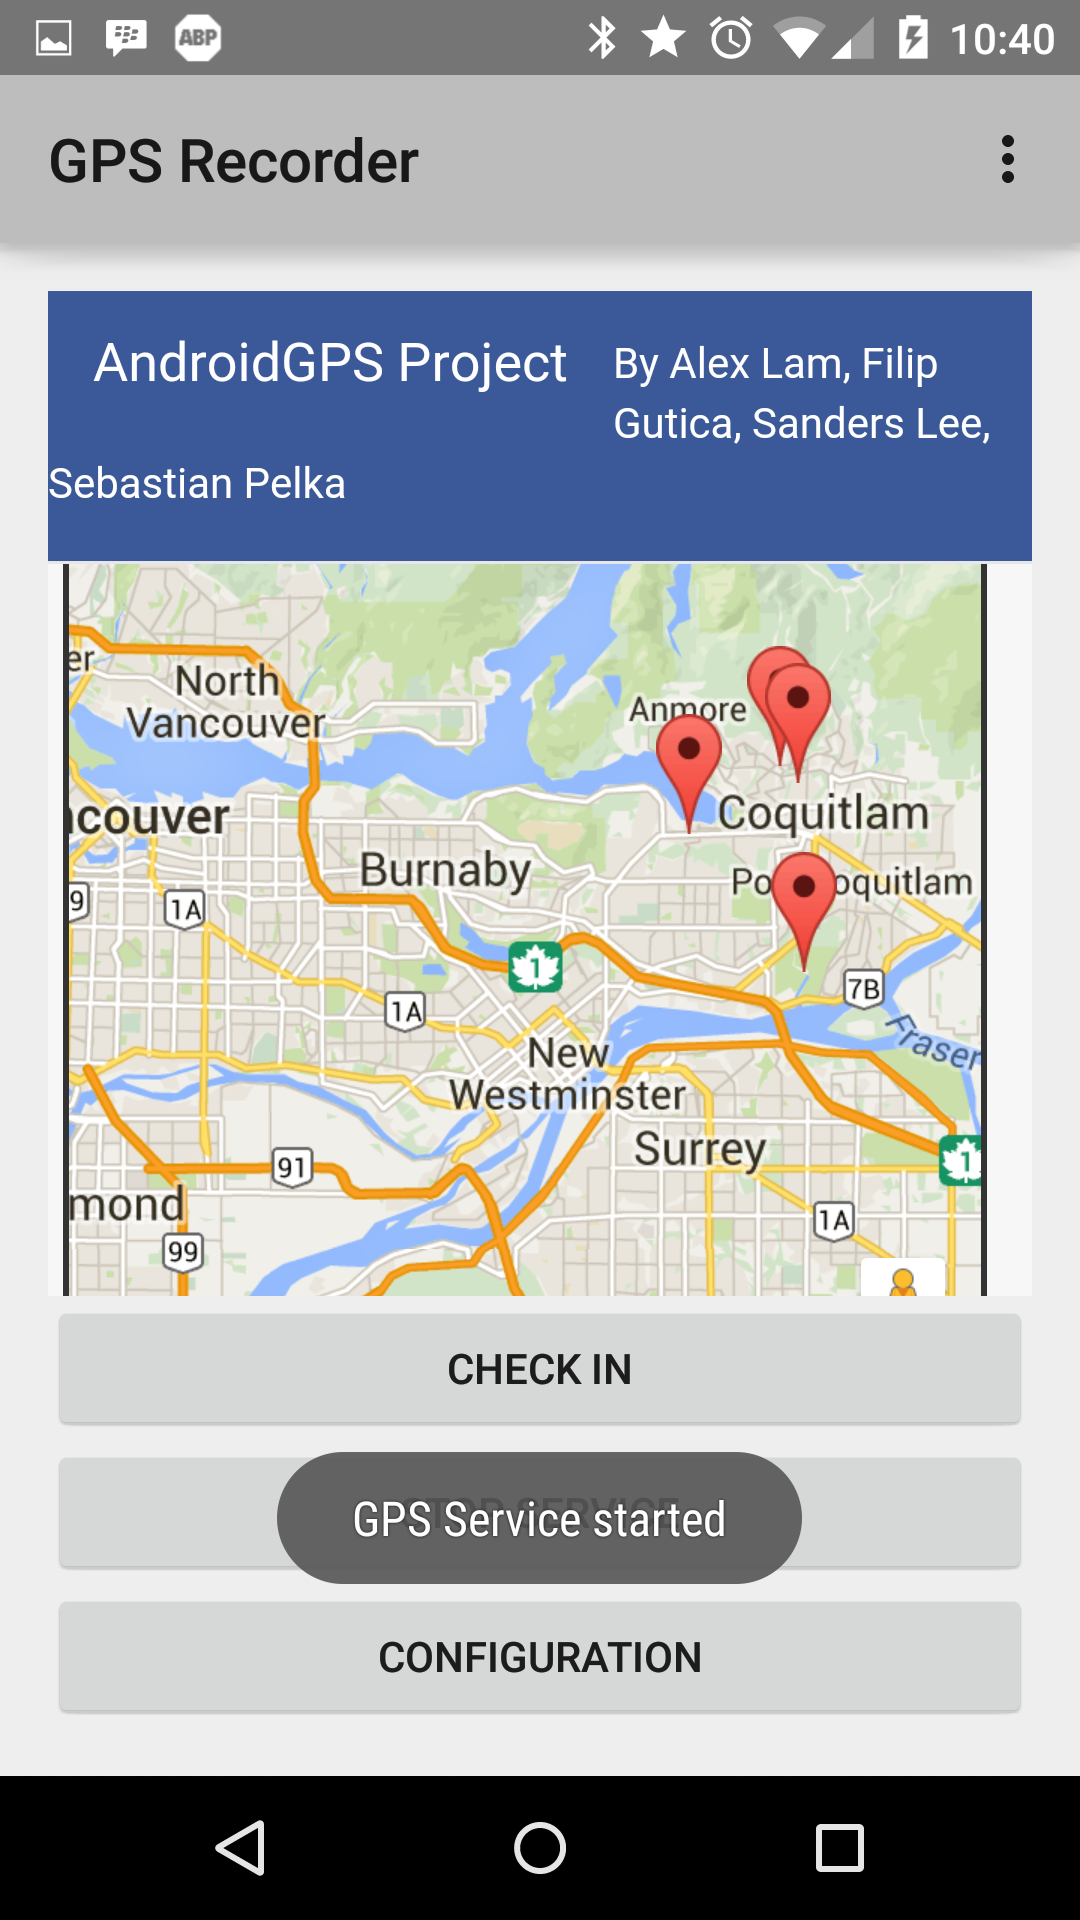 ABP
10:40
GPS Recorder
AndroidGPS Project
By Alex Lam, Filip
Gutica, Sanders Lee,
Sebastian Pelka
er
North
Vancouver
Anmore
ncouver
Coquitlam
Burnaby
Po oquitlam
9
1A
1
7B
1A
Fraser
New
Westminster
Surrey
1
91
mond
1A
99
CHECK IN
GPS Service started
CONFIGURATION